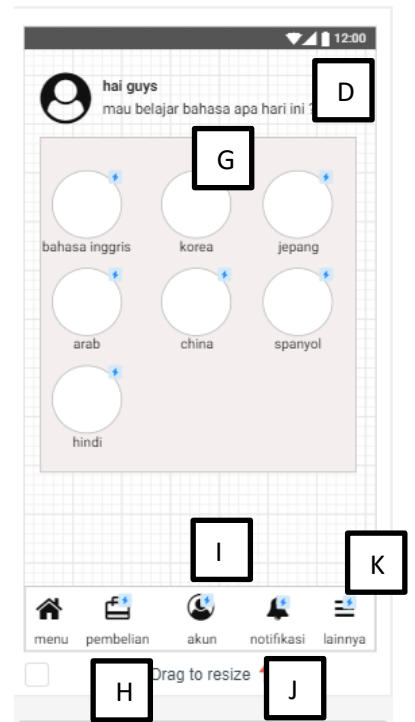 12:00
hai guys
mau belajar bahasa apa hari ini ?
D
G
bahasa inggris korea jepang
arab china spanyol
hindi
I
K
menu pembelian akun notifikasi lainnya
Drag to resize
H
J